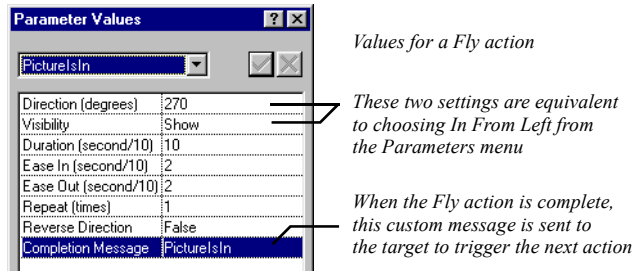 Parameter Values
PictureIsIn
Values for a Fly action
Direction (degrees) 270
Visibility Show
Duration (second/10) 10
Ease In (second/10) 2
Ease Out (second/10) 2
Repeat (times) 1
Reverse Direction False
Completion Message PictureIsIn
These two settings are equivalent
to choosing In From Left from
the Parameters menu
When the Fly action is complete,
this custom message is sent to
the target to trigger the next action